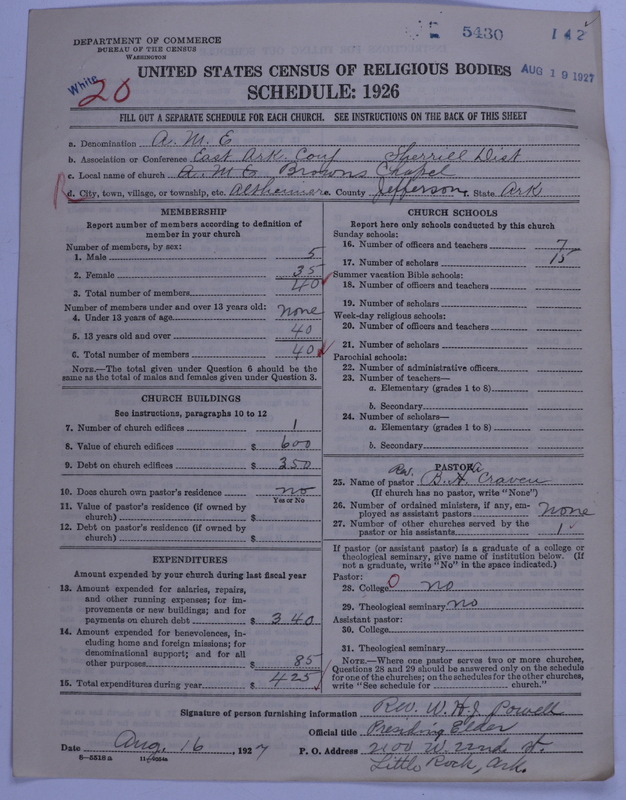 DEPARTMENT OF COMMERCE
BUREAU OF THE CENSUS
WASHINGTON
5430
142
AUG 19 1927
White
20
UNITED STATES CENSUS OF RELIGIOUS BODIES
SCHEDULE: 1926
FILL OUT A SEPARATE SCHEDULE FOR EACH CHURCH. SEE INSTRUCTIONS ON THE BACK OF THIS SHEET
a. Denomination A. M. E
b. Association or Conference East Ark. Conf Sherrill Dist
c. Local name of church A. M. E. Browns Chapel
d. City, town, village, or township, etc. Altheimer e. County Jefferson f. State Ark
MEMBERSHIP
Report number of members according to definition of member in your church
Number of members, by sex:
1. Male 5
2. Female 35
3. Total number of members 40
Number of members under and over 13 years old:
4. Under 13 years of age none
5. 13 years old and over 40
6. Total number of members 40
NOTE.—The total given under Question 6 should be the same as the total of males and females given under Question 3.
CHURCH BUILDINGS
See instructions, paragraphs 10 to 12
7. Number of church edifices 1
8. Value of church edifices $ 600
9. Debt on church edifices $ 350
10. Does church own pastor's residence no
Yes or No
11. Value of pastor's residence (if owned by church) $
12. Debt on pastor's residence (if owned by church) $
EXPENDITURES
Amount expended by your church during last fiscal year
13. Amount expended for salaries, repairs, and other running expenses; for improvements or new buildings; and for payments on church debt $ 340
14. Amount expended for benevolences, including home and foreign missions; for denominational support; and for all other purposes $ 85
15. Total expenditures during year $ 425
CHURCH SCHOOLS
Report here only schools conducted by this church
Sunday schools:
16. Number of officers and teachers 7
17. Number of scholars 15
Summer vacation Bible schools:
18. Number of officers and teachers
19. Number of scholars
Week-day religious schools:
20. Number of officers and teachers
21. Number of scholars
Parochial schools:
22. Number of administrative officers
23. Number of teachers—
a. Elementary (grades 1 to 8)
b. Secondary
24. Number of scholars—
a. Elementary (grades 1 to 8)
b. Secondary
PASTOR
25. Name of pastor Rev. B. A. Craven
(If church has no pastor, write "None")
26. Number of ordained ministers, if any, employed as assistant pastors none
27. Number of other churches served by the pastor or his assistants 1
If pastor (or assistant pastor) is a graduate of a college or theological seminary, give name of institution below. (If not a graduate, write "No" in the space indicated.)
Pastor:
28. College no
29. Theological seminary no
Assistant pastor:
30. College
31. Theological seminary
NOTE.—Where one pastor serves two or more churches, Questions 28 and 29 should be answered only on the schedule for one of the churches; on the schedules for the other churches, write "See schedule for church."
Signature of person furnishing information Rev. W. H. J. Powell
Official title Presiding Elder
Date Aug. 16, 1927 P. O. Address 2100 W. 22nd St.
Little Rock, Ark.
8—5518a